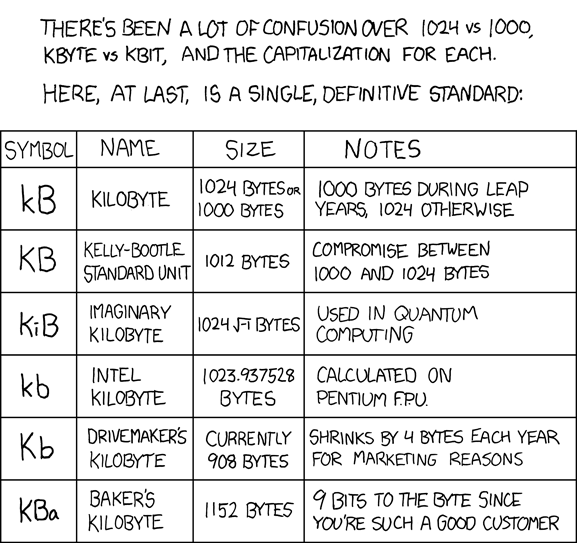 THERE'S BEEN A LOT OF CONFUSION OVER 1024 vs 1000,
KBYTE vs KBIT, AND THE CAPITALIZATION FOR EACH.
HERE, AT LAST, IS A SINGLE, DEFINITIVE STANDARD:
SYMBOL NAME SIZE NOTES
kB KILOBYTE 1024 BYTES OR 1000 BYTES 1000 BYTES DURING LEAP YEARS, 1024 OTHERWISE
KB KELLY-BOOTLE STANDARD UNIT 1012 BYTES COMPROMISE BETWEEN 1000 AND 1024 BYTES
KiB IMAGINARY KILOBYTE 1024 √-1 BYTES USED IN QUANTUM COMPUTING
kb INTEL KILOBYTE 1023.937528 BYTES CALCULATED ON PENTIUM F.P.U.
Kb DRIVEMAKER'S KILOBYTE CURRENTLY 908 BYTES SHRINKS BY 4 BYTES EACH YEAR FOR MARKETING REASONS
KBa BAKER'S KILOBYTE 1152 BYTES 9 BITS TO THE BYTE SINCE YOU'RE SUCH A GOOD CUSTOMER